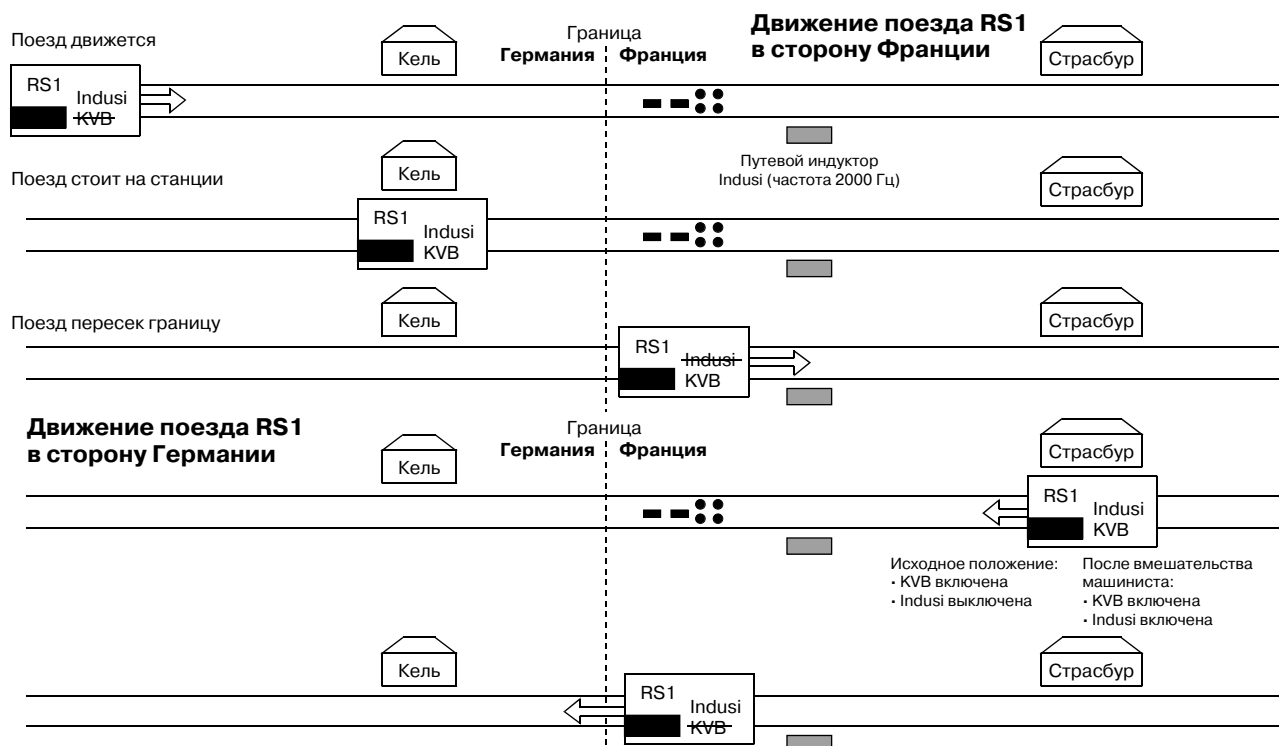 Движение поезда RS1
в сторону Франции
Граница
Германия Франция
Поезд движется
Кель
Страсбур
RS1
Indusi
KVB
Путевой индуктор
Indusi (частота 2000 Гц)
Поезд стоит на станции
Кель
Страсбур
RS1
Indusi
KVB
Поезд пересек границу
Кель
Страсбур
RS1
Indusi
KVB
Движение поезда RS1
в сторону Германии
Граница
Германия Франция
Кель
Страсбур
RS1
Indusi
KVB
Исходное положение:
· KVB включена
· Indusi выключена
После вмешательства
машиниста:
· KVB включена
· Indusi включена
Кель
Страсбур
RS1
Indusi
KVB